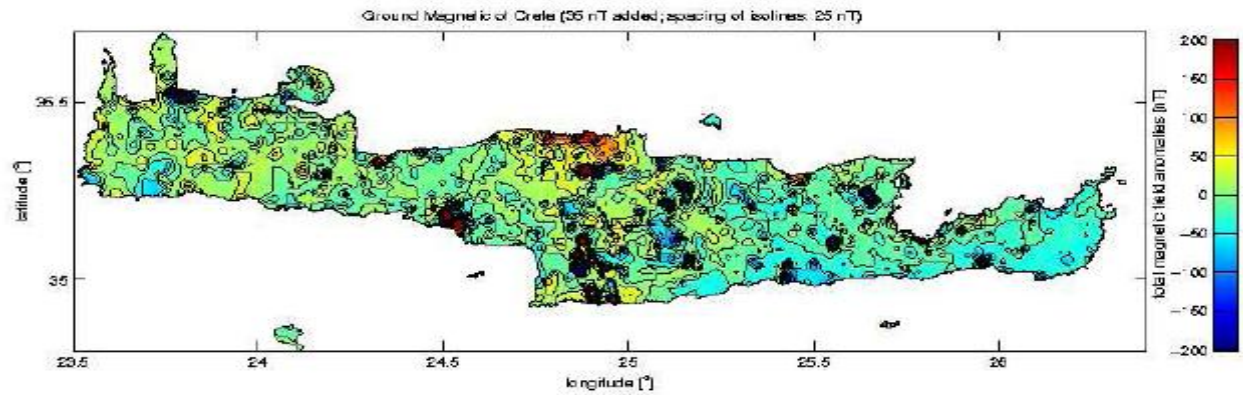 Ground Magnetic of Crete (35 nT added; spacing of isolines: 25 nT)
200
150
100
50
0
−50
−100
−150
−200
total magnetic field anomalies [nT]
35.5
35
latitude [°]
23.5 24 24.5 25 25.5 26
longitude [°]